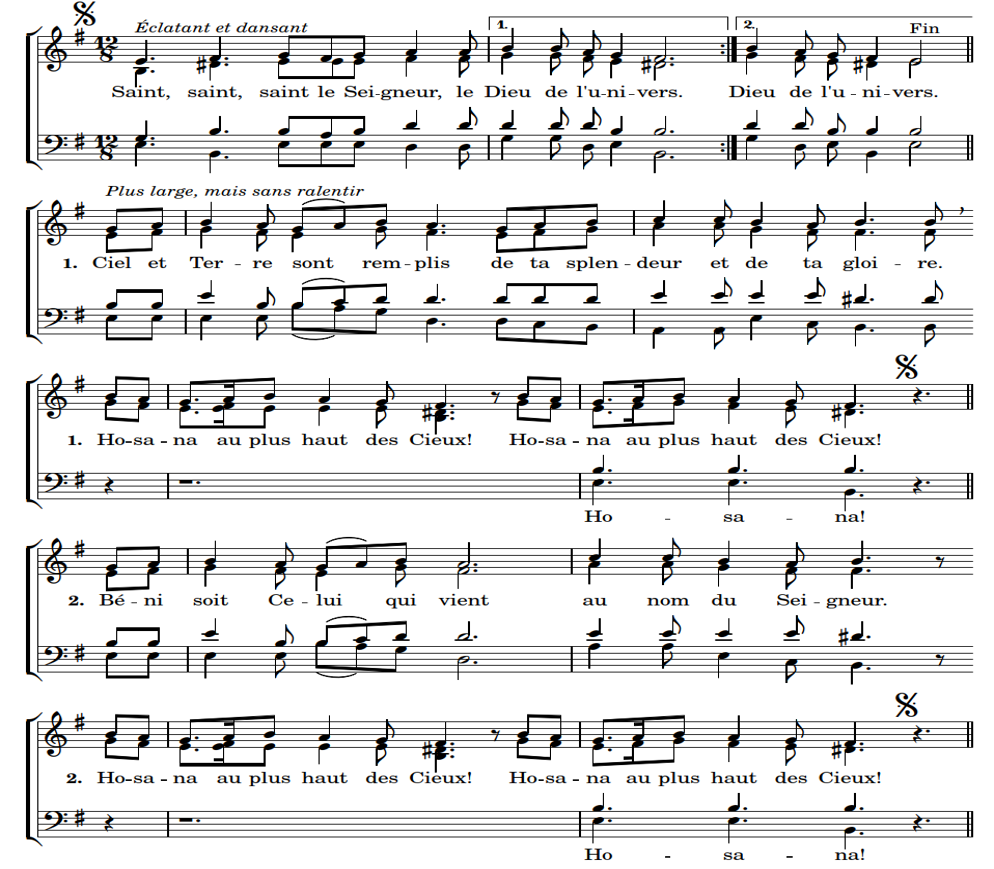 Éclatant et dansant
1. 2. Fin
12 8
Saint, saint, saint le Sei-gneur, le Dieu de l'u-ni-vers. Dieu de l'u-ni-vers.
12 8
Plus large, mais sans ralentir
1. Ciel et Ter-re sont rem-plis de ta splen-deur et de ta gloi-re.
1. Ho-sa-na au plus haut des Cieux! Ho-sa-na au plus haut des Cieux!
Ho-sa-na!
2. Bé-ni soit Ce-lui qui vient au nom du Sei-gneur.
2. Ho-sa-na au plus haut des Cieux! Ho-sa-na au plus haut des Cieux!
Ho-sa-na!